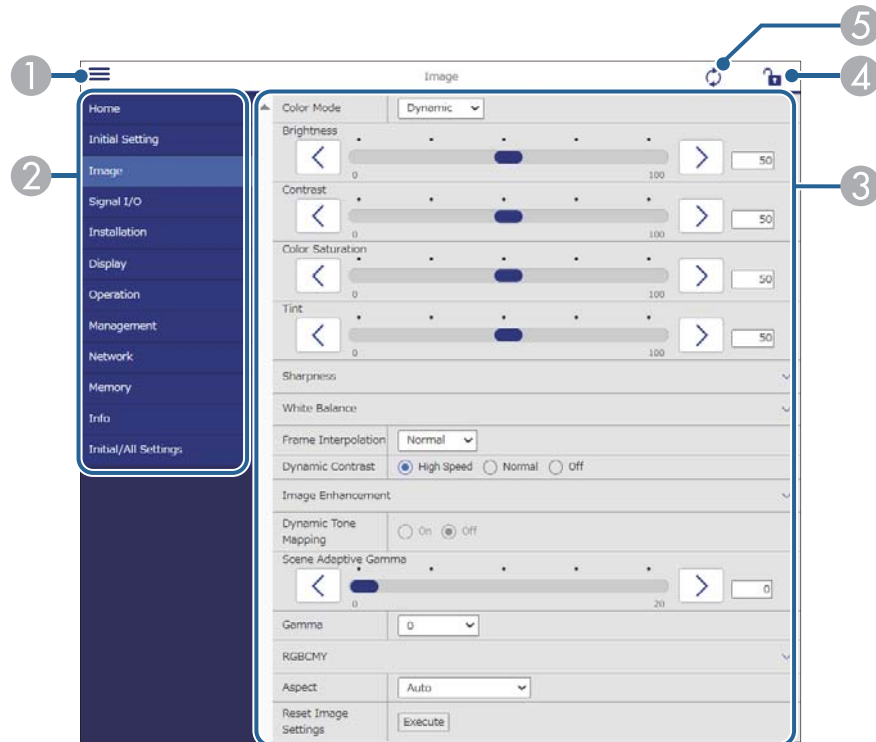 5
1
Image
4
2
Home
Initial Setting
Image
Signal I/O
Installation
Display
Operation
Management
Network
Memory
Info
Initial/All Settings
3
Color Mode Dynamic
Brightness
0 100 50
Contrast
0 100 50
Color Saturation
0 100 50
Tint
0 100 50
Sharpness
White Balance
Frame Interpolation Normal
Dynamic Contrast High Speed Normal Off
Image Enhancement
Dynamic Tone
Mapping On Off
Scene Adaptive Gamma
0 20 0
Gamma 0
RGBCMY
Aspect Auto
Reset Image
Settings Execute